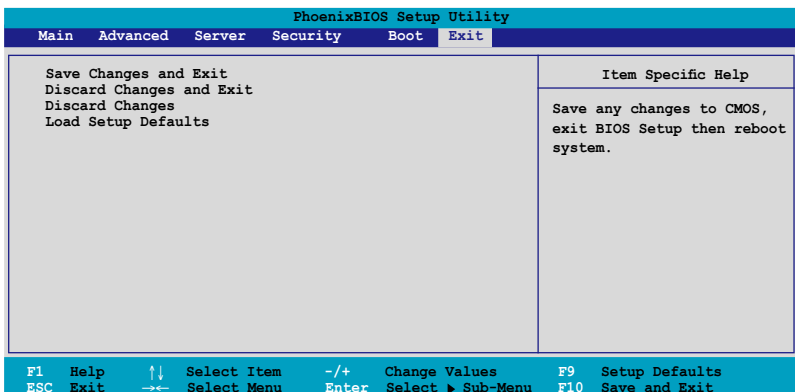 PhoenixBIOS Setup Utility
Main Advanced Server Security Boot Exit
Save Changes and Exit
Discard Changes and Exit
Discard Changes
Load Setup Defaults
Item Specific Help
Save any changes to CMOS,
exit BIOS Setup then reboot
system.
F1 Help ↑↓ Select Item -/+ Change Values F9 Setup Defaults
ESC Exit →← Select Menu Enter Select ▶ Sub-Menu F10 Save and Exit